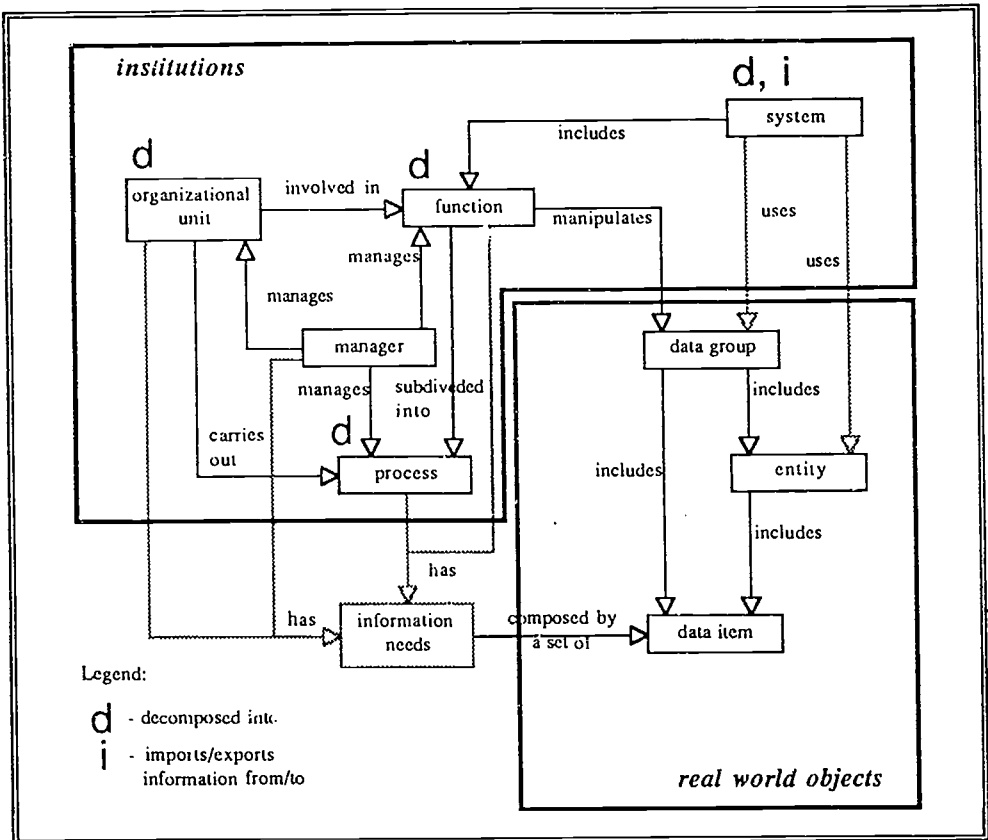 institutions
d, i
system
includes
d
d
organizational
unit
involved in
function
manipulates
uses
uses
manages
manages
manager
data group
manages
subdiveded
into
includes
d
carries
out
process
includes
entity
includes
has
has
information
needs
composed by
a set of
data item
Legend:
d - decomposed into
i - imports/exports
information from/to
real world objects